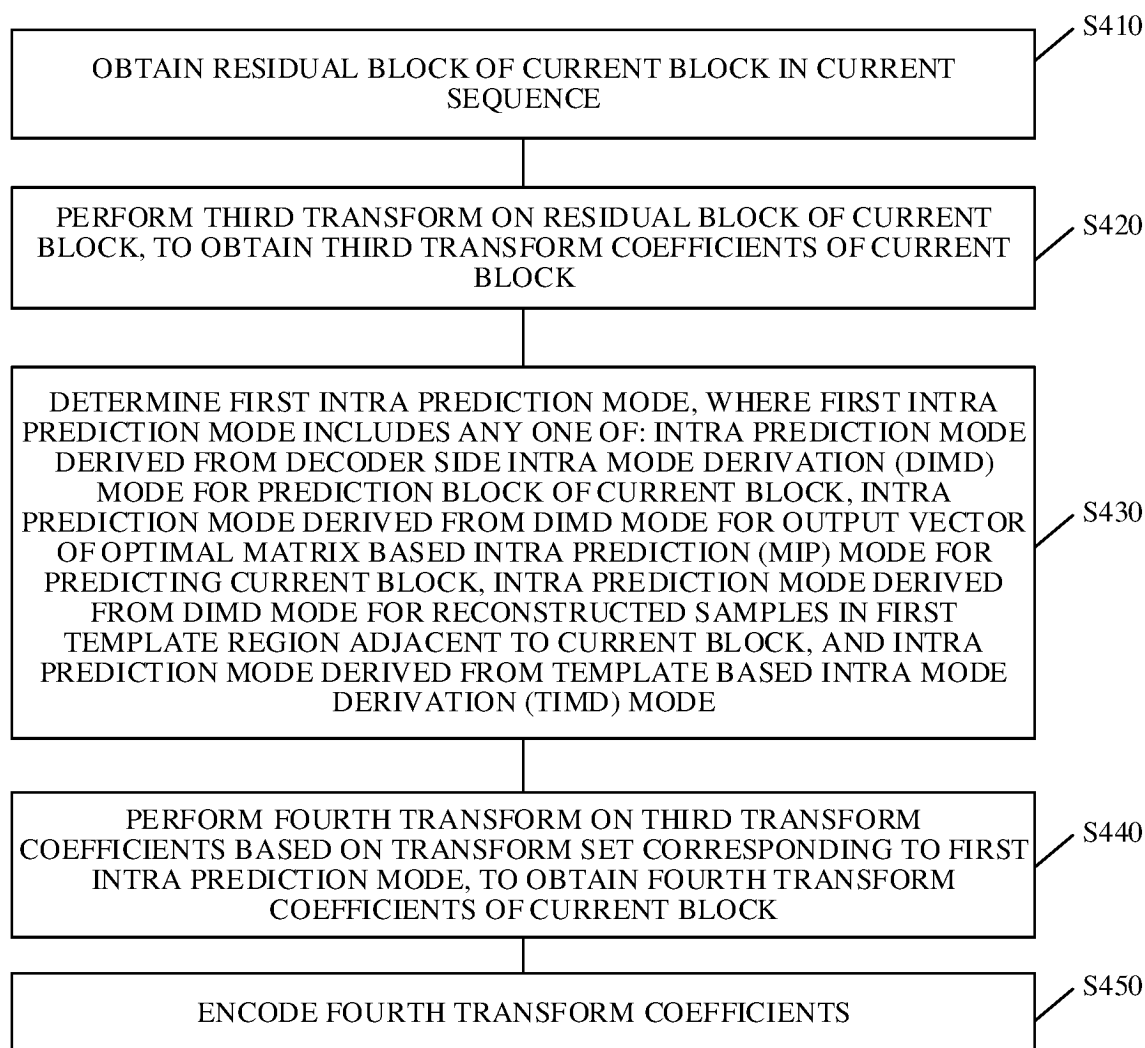 S410
OBTAIN RESIDUAL BLOCK OF CURRENT BLOCK IN CURRENT
SEQUENCE
S420
PERFORM THIRD TRANSFORM ON RESIDUAL BLOCK OF CURRENT
BLOCK, TO OBTAIN THIRD TRANSFORM COEFFICIENTS OF CURRENT
BLOCK
S430
DETERMINE FIRST INTRA PREDICTION MODE, WHERE FIRST INTRA
PREDICTION MODE INCLUDES ANY ONE OF: INTRA PREDICTION MODE
DERIVED FROM DECODER SIDE INTRA MODE DERIVATION (DIMD)
MODE FOR PREDICTION BLOCK OF CURRENT BLOCK, INTRA
PREDICTION MODE DERIVED FROM DIMD MODE FOR OUTPUT VECTOR
OF OPTIMAL MATRIX BASED INTRA PREDICTION (MIP) MODE FOR
PREDICTING CURRENT BLOCK, INTRA PREDICTION MODE DERIVED
FROM DIMD MODE FOR RECONSTRUCTED SAMPLES IN FIRST
TEMPLATE REGION ADJACENT TO CURRENT BLOCK, AND INTRA
PREDICTION MODE DERIVED FROM TEMPLATE BASED INTRA MODE
DERIVATION (TIMD) MODE
S440
PERFORM FOURTH TRANSFORM ON THIRD TRANSFORM
COEFFICIENTS BASED ON TRANSFORM SET CORRESPONDING TO FIRST
INTRA PREDICTION MODE, TO OBTAIN FOURTH TRANSFORM
COEFFICIENTS OF CURRENT BLOCK
S450
ENCODE FOURTH TRANSFORM COEFFICIENTS